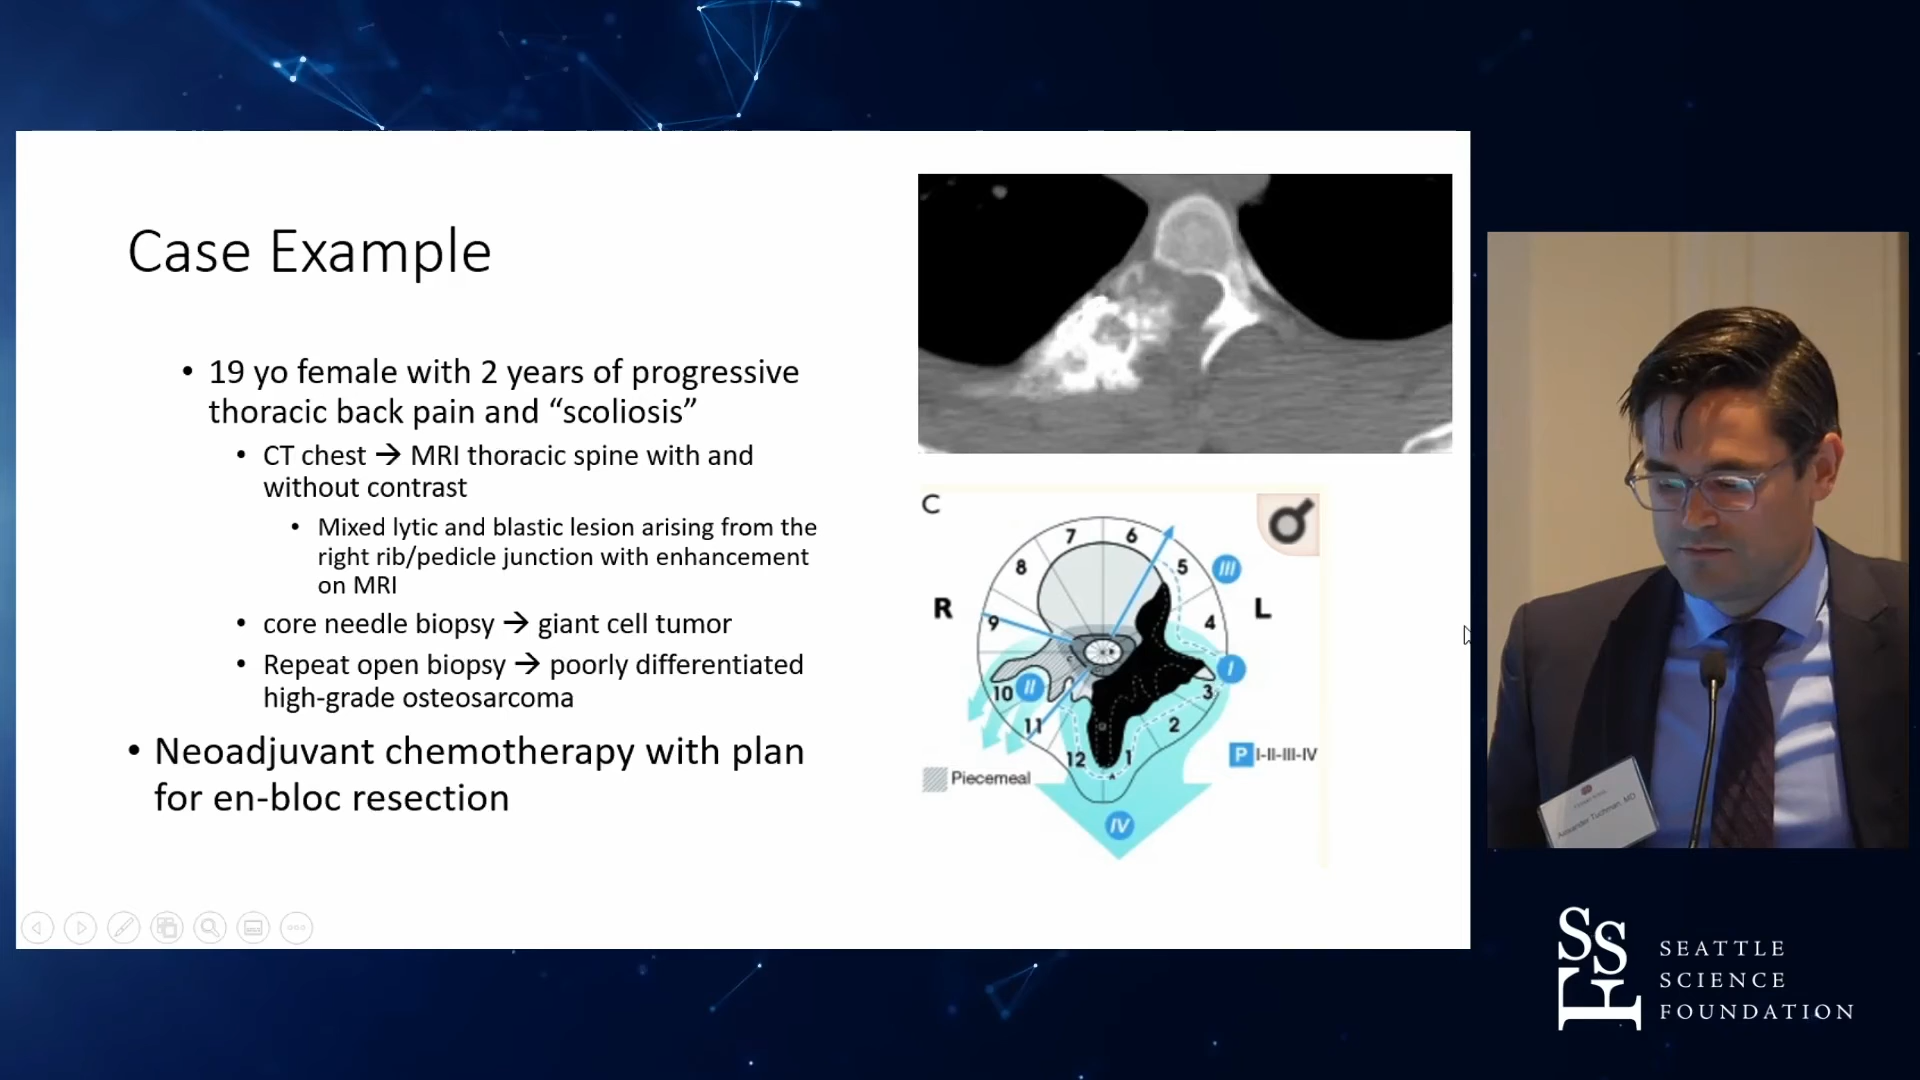 Case Example
• 19 yo female with 2 years of progressive
thoracic back pain and “scoliosis”
• CT chest → MRI thoracic spine with and
without contrast
• Mixed lytic and blastic lesion arising from the
right rib/pedicle junction with enhancement
on MRI
• core needle biopsy → giant cell tumor
• Repeat open biopsy → poorly differentiated
high-grade osteosarcoma
• Neoadjuvant chemotherapy with plan
for en-bloc resection
C
7 6
8 5 III
R L
9 4
I
10 II 3
11 2
12 1
P I-II-III-IV
Piecemeal
IV
Alexander Tuchman, MD
SSF
SEATTLE
SCIENCE
FOUNDATION